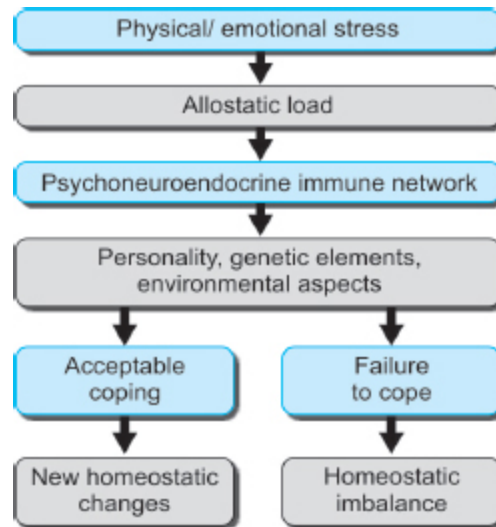 Physical/ emotional stress
Allostatic load
Psychoneuroendocrine immune network
Personality, genetic elements,
environmental aspects
Acceptable
coping
Failure
to cope
New homeostatic
changes
Homeostatic
imbalance